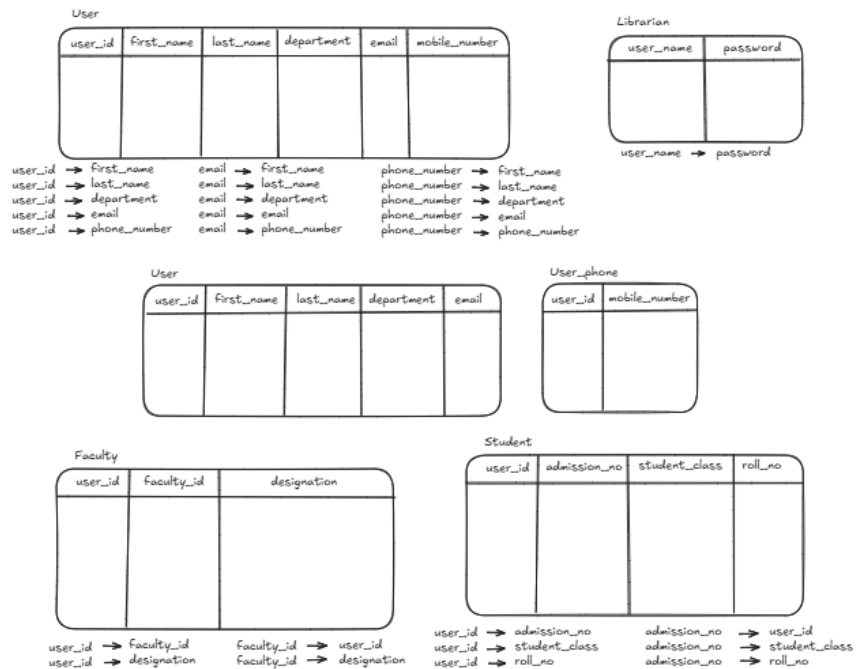 User
user_id first_name last_name department email mobile_number
Librarian
user_name password
user_name → password
user_id → first_name email → first_name phone_number → first_name
user_id → last_name email → last_name phone_number → last_name
user_id → department email → department phone_number → department
user_id → email email → email phone_number → email
user_id → phone_number email → phone_number phone_number → phone_number
User
user_id first_name last_name department email
User_phone
user_id mobile_number
Faculty
user_id faculty_id designation
Student
user_id admission_no student_class roll_no
user_id → faculty_id faculty_id → user_id
user_id → designation faculty_id → designation
user_id → admission_no admission_no → user_id
user_id → student_class admission_no → student_class
user_id → roll_no admission_no → roll_no